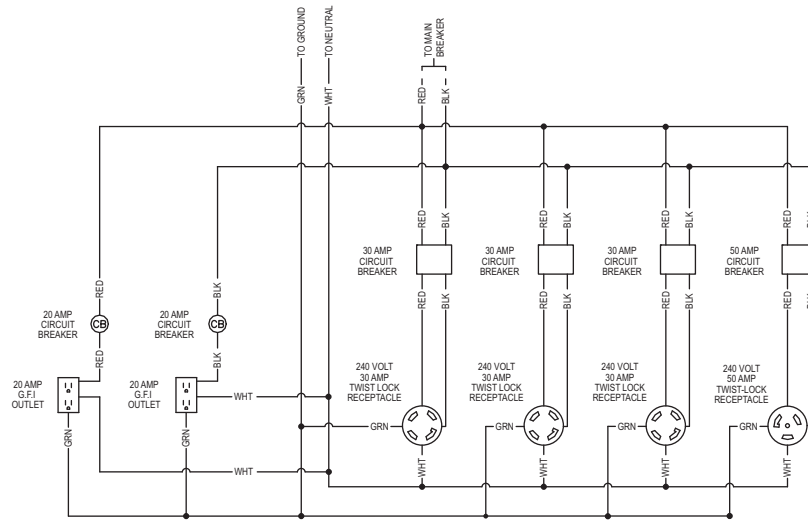 TO GROUND
TO NEUTRAL
TO MAIN
BREAKER
GRN
WHT
RED
BLK
RED
BLK
RED
BLK
RED
BLK
RED
30 AMP
CIRCUIT
BREAKER
30 AMP
CIRCUIT
BREAKER
30 AMP
CIRCUIT
BREAKER
50 AMP
CIRCUIT
BREAKER
RED
BLK
RED
BLK
RED
BLK
RED
BLK
RED
20 AMP
CIRCUIT
BREAKER
CB
20 AMP
CIRCUIT
BREAKER
CB
RED
BLK
240 VOLT
30 AMP
TWIST LOCK
RECEPTACLE
240 VOLT
30 AMP
TWIST LOCK
RECEPTACLE
240 VOLT
30 AMP
TWIST LOCK
RECEPTACLE
240 VOLT
50 AMP
TWIST-LOCK
RECEPTACLE
20 AMP
G.F.I
OUTLET
20 AMP
G.F.I
OUTLET
WHT
GRN
GRN
GRN
GRN
GRN
GRN
WHT
WHT
WHT
WHT
WHT